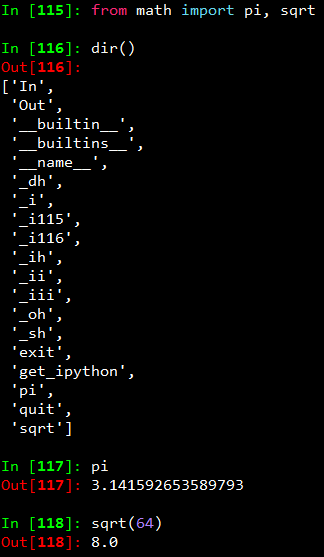 In [115]: from math import pi, sqrt
In [116]: dir()
Out[116]:
['In',
'Out',
'__builtin__',
'__builtins__',
'__name__',
'_dh',
'_i',
'_i115',
'_i116',
'_ih',
'_ii',
'_iii',
'_oh',
'_sh',
'exit',
'get_ipython',
'pi',
'quit',
'sqrt']
In [117]: pi
Out[117]: 3.141592653589793
In [118]: sqrt(64)
Out[118]: 8.0